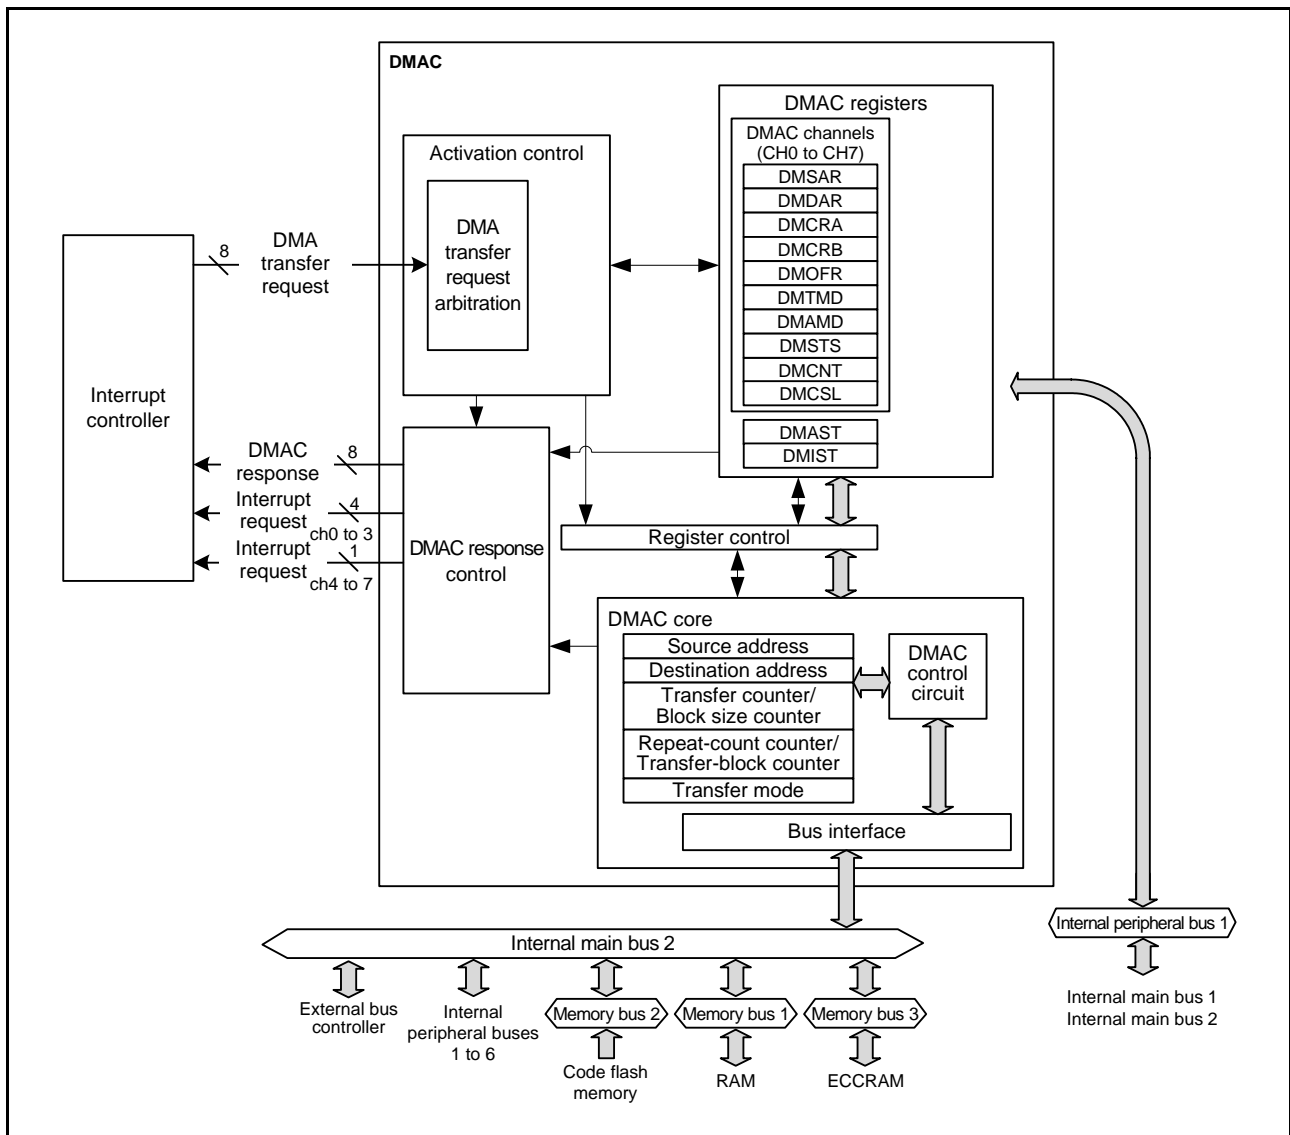 DMAC
DMAC registers
DMAC channels
(CH0 to CH7)
DMSAR
DMDAR
DMCRA
DMCRB
DMOFR
DMTMD
DMAMD
DMSTS
DMCNT
DMCSL
DMAST
DMIST
Activation control
DMA
transfer
request
arbitration
8
DMA
transfer
request
Interrupt
controller
DMAC
response
8
Interrupt
request
4
ch0 to 3
Interrupt
request
1
ch4 to 7
DMAC response
control
Register control
DMAC core
Source address
Destination address
Transfer counter/
Block size counter
Repeat-count counter/
Transfer-block counter
Transfer mode
DMAC
control
circuit
Bus interface
Internal main bus 2
Internal peripheral bus 1
Internal main bus 1
Internal main bus 2
External bus
controller
Internal
peripheral buses
1 to 6
Memory bus 2
Memory bus 1
Memory bus 3
Code flash
memory
RAM
ECCRAM